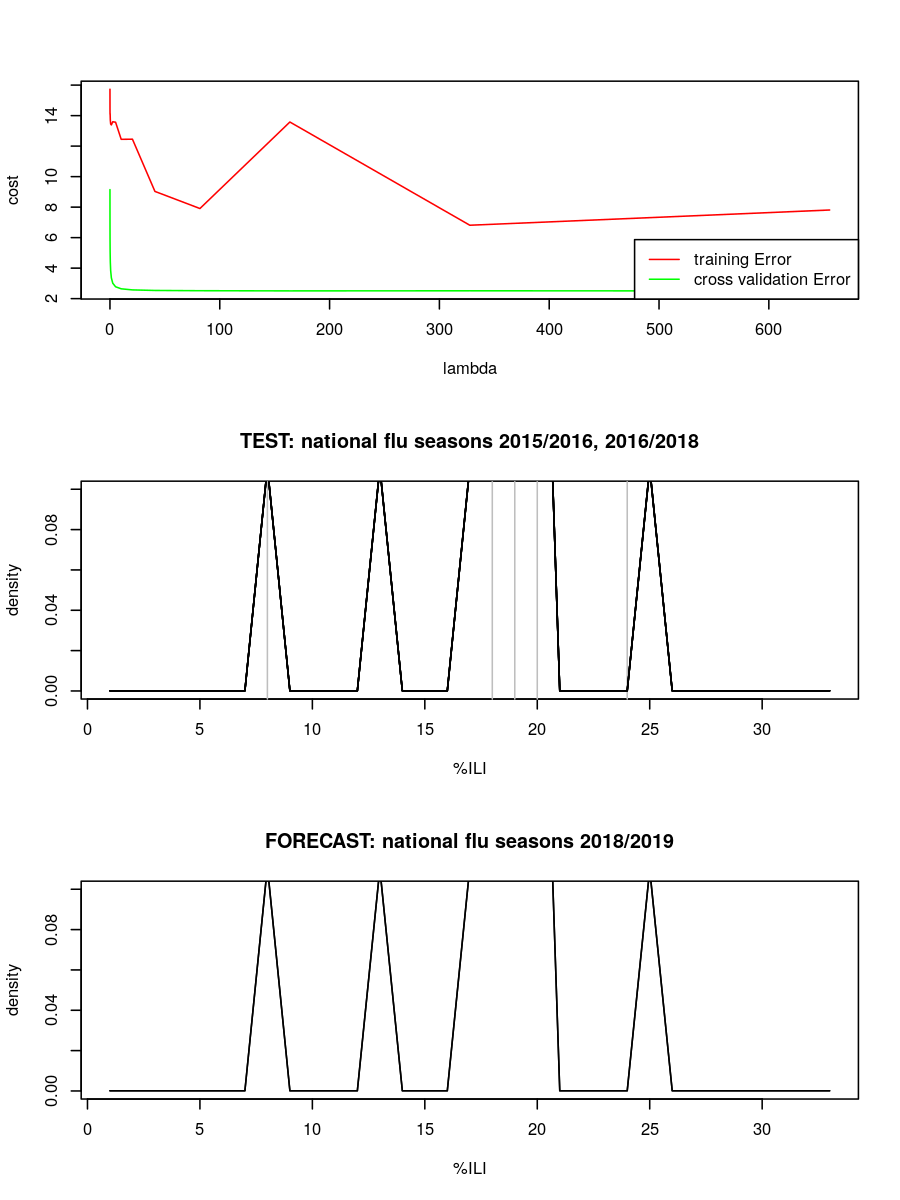 cost
2 4 6 8 10 14
training Error
cross validation Error
0 100 200 300 400 500 600
lambda
TEST: national flu seasons 2015/2016, 2016/2018
density
0.00 0.04 0.08
0 5 10 15 20 25 30
%ILI
FORECAST: national flu seasons 2018/2019
density
0.00 0.04 0.08
0 5 10 15 20 25 30
%ILI